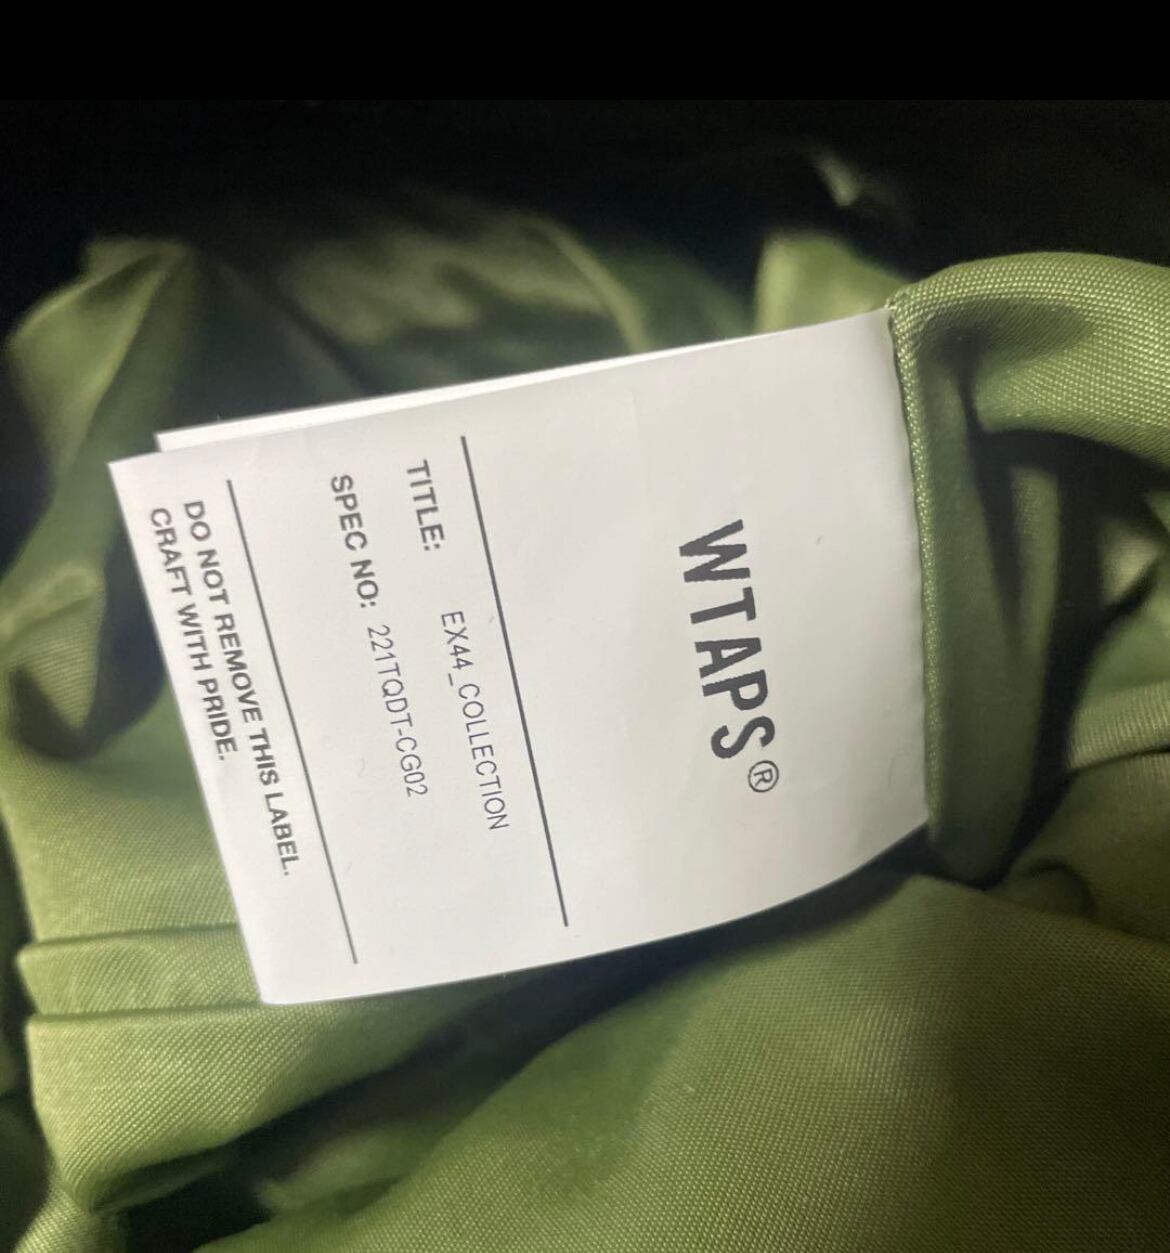 WTAPS®
TITLE: EX44_COLLECTION
SPEC NO: 221TQDT-CG02
DO NOT REMOVE THIS LABEL.
CRAFT WITH PRIDE.